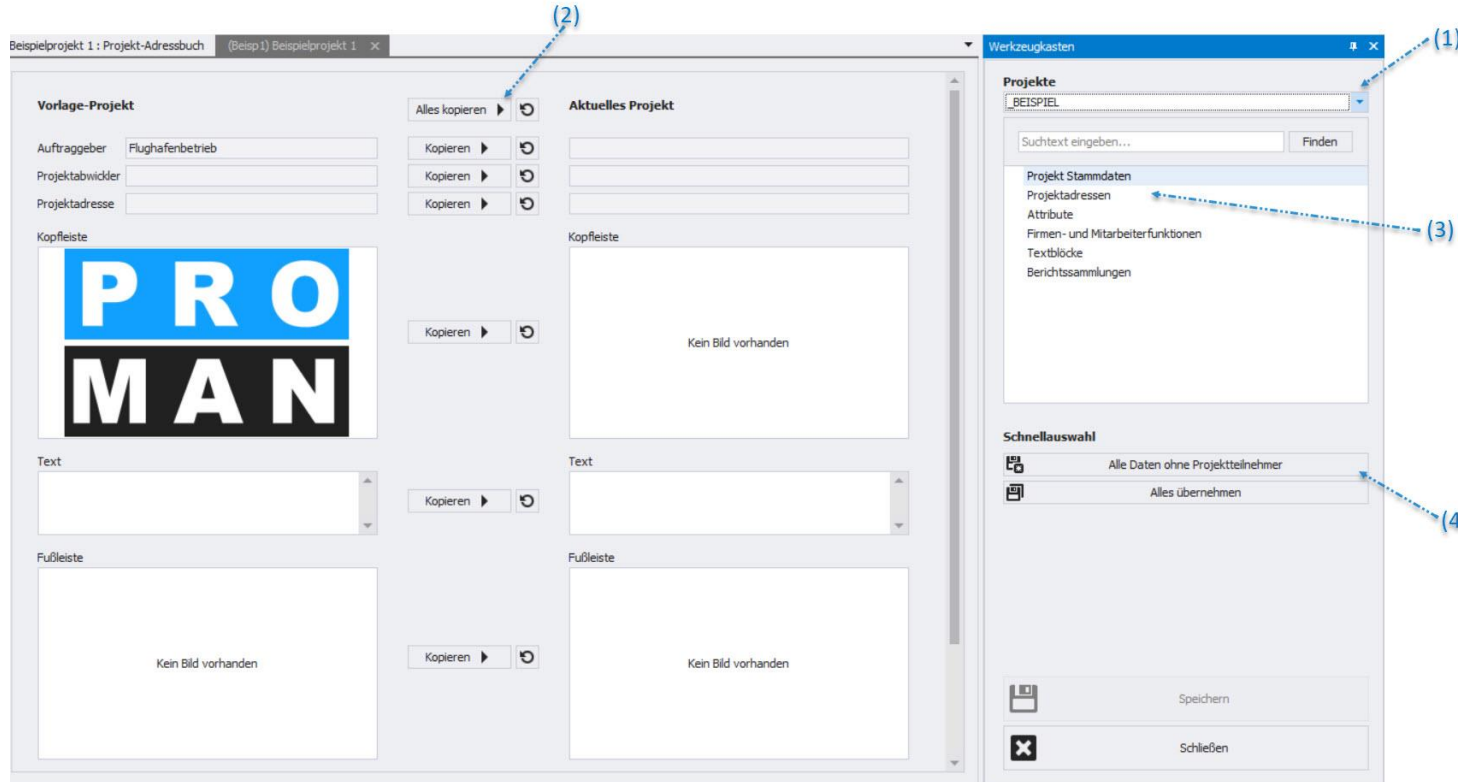 (2)
Beispielprojekt 1 : Projekt-Adressbuch (Beisp1) Beispielprojekt 1
Vorlage-Projekt Alles kopieren Aktuelles Projekt
Auftraggeber Flughafenbetrieb Kopieren
Projektabwickler Kopieren
Projektadresse Kopieren
Kopfleiste Kopfleiste
PRO
MAN
Kopieren Kein Bild vorhanden
Text Text
Kopieren
Fußleiste Fußleiste
Kein Bild vorhanden Kopieren Kein Bild vorhanden
Werkzeugkasten
(1)
Projekte
_BEISPIEL
Suchtext eingeben... Finden
Projekt Stammdaten
Projektadressen
Attribute
(3)
Firmen- und Mitarbeiterfunktionen
Textblöcke
Berichtssammlungen
Schnellauswahl
Alle Daten ohne Projektteilnehmer
Alles übernehmen
(4
Speichern
Schließen